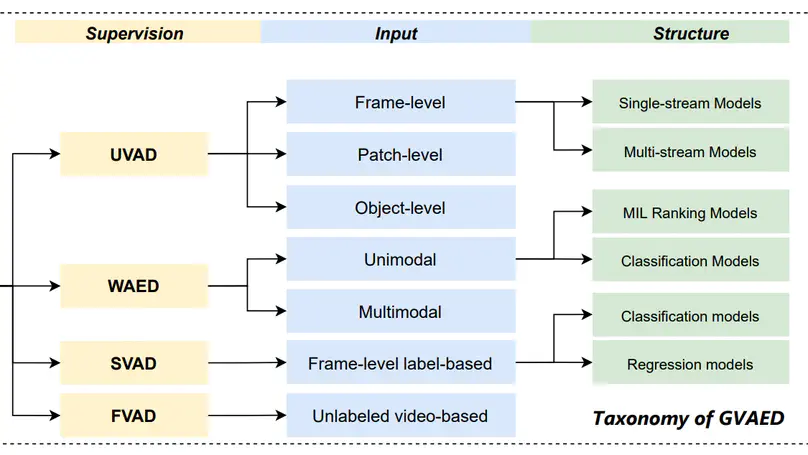 Supervision
Input
Structure
UVAD
Frame-level
Patch-level
Object-level
Single-stream Models
Multi-stream Models
WAED
Unimodal
Multimodal
MIL Ranking Models
Classification Models
SVAD
Frame-level label-based
Classification models
Regression models
FVAD
Unlabeled video-based
Taxonomy of GVAED